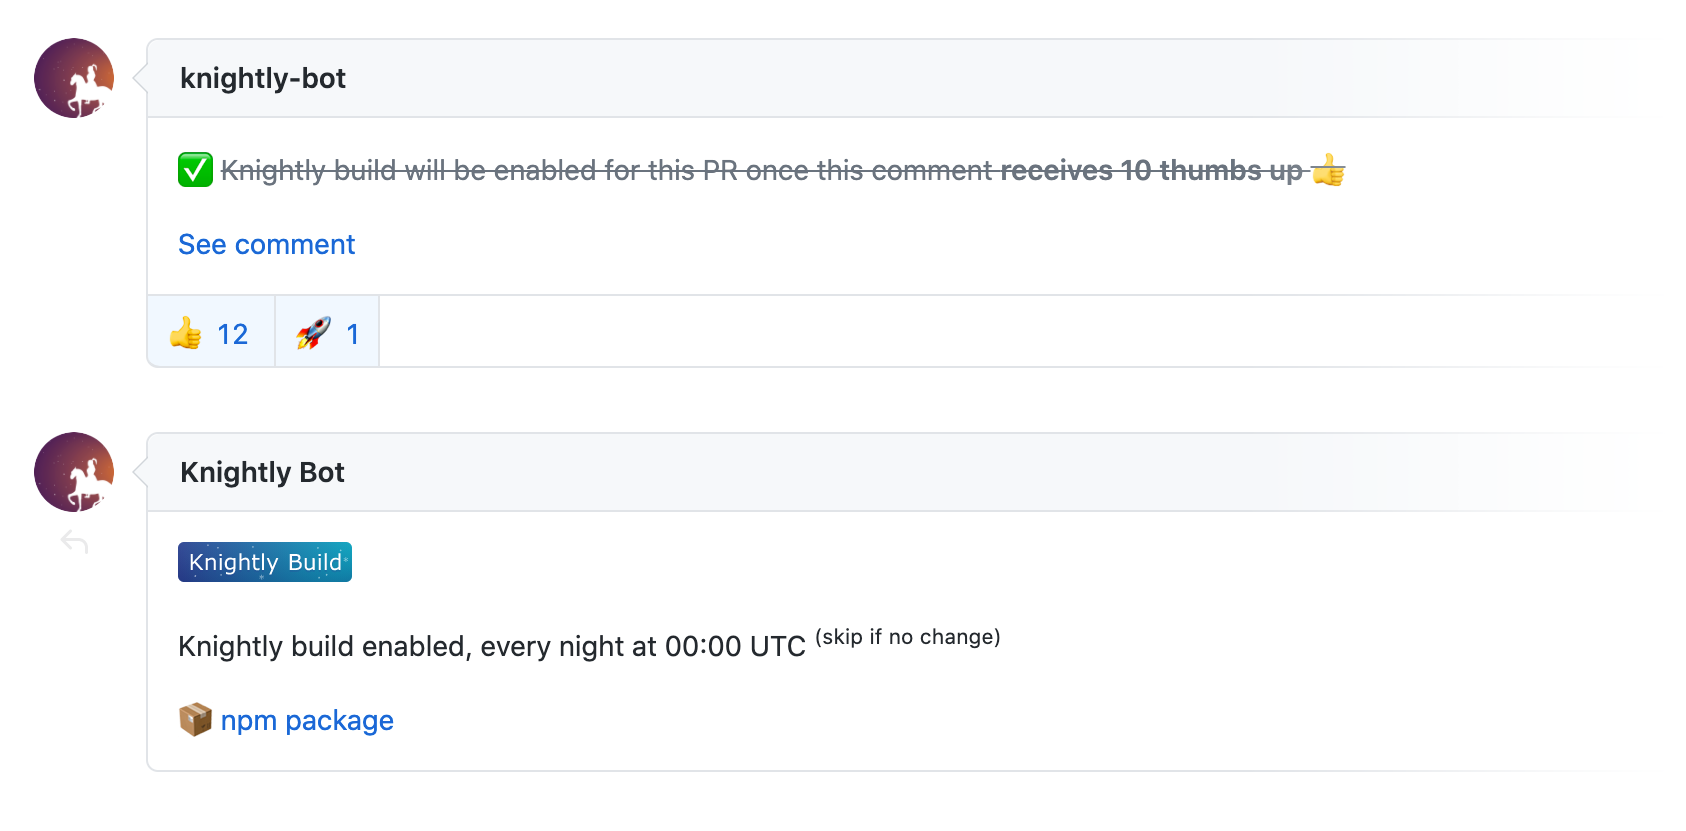 knightly-bot
✅ Knightly build will be enabled for this PR once this comment receives 10 thumbs up 👍
See comment
👍 12 🚀 1
Knightly Bot
Knightly Build
Knightly build enabled, every night at 00:00 UTC (skip if no change)
📦 npm package